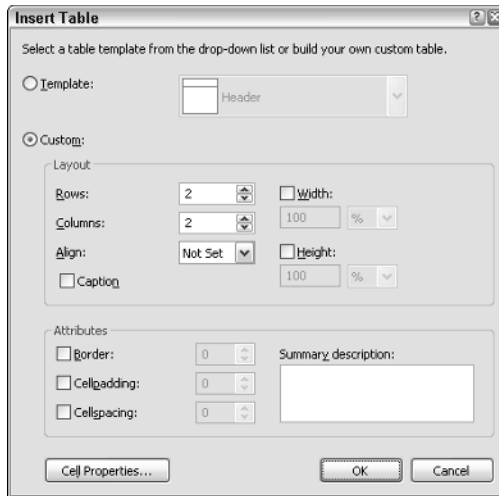 Insert Table
Select a table template from the drop-down list or build your own custom table.
Template:
Header
Custom:
Layout
Rows: 2 Width:
100 %
Columns: 2
Align: Not Set Height:
Caption 100 %
Attributes
Border: 0 Summary description:
Cellpadding: 0
Cellspacing: 0
Cell Properties... OK Cancel